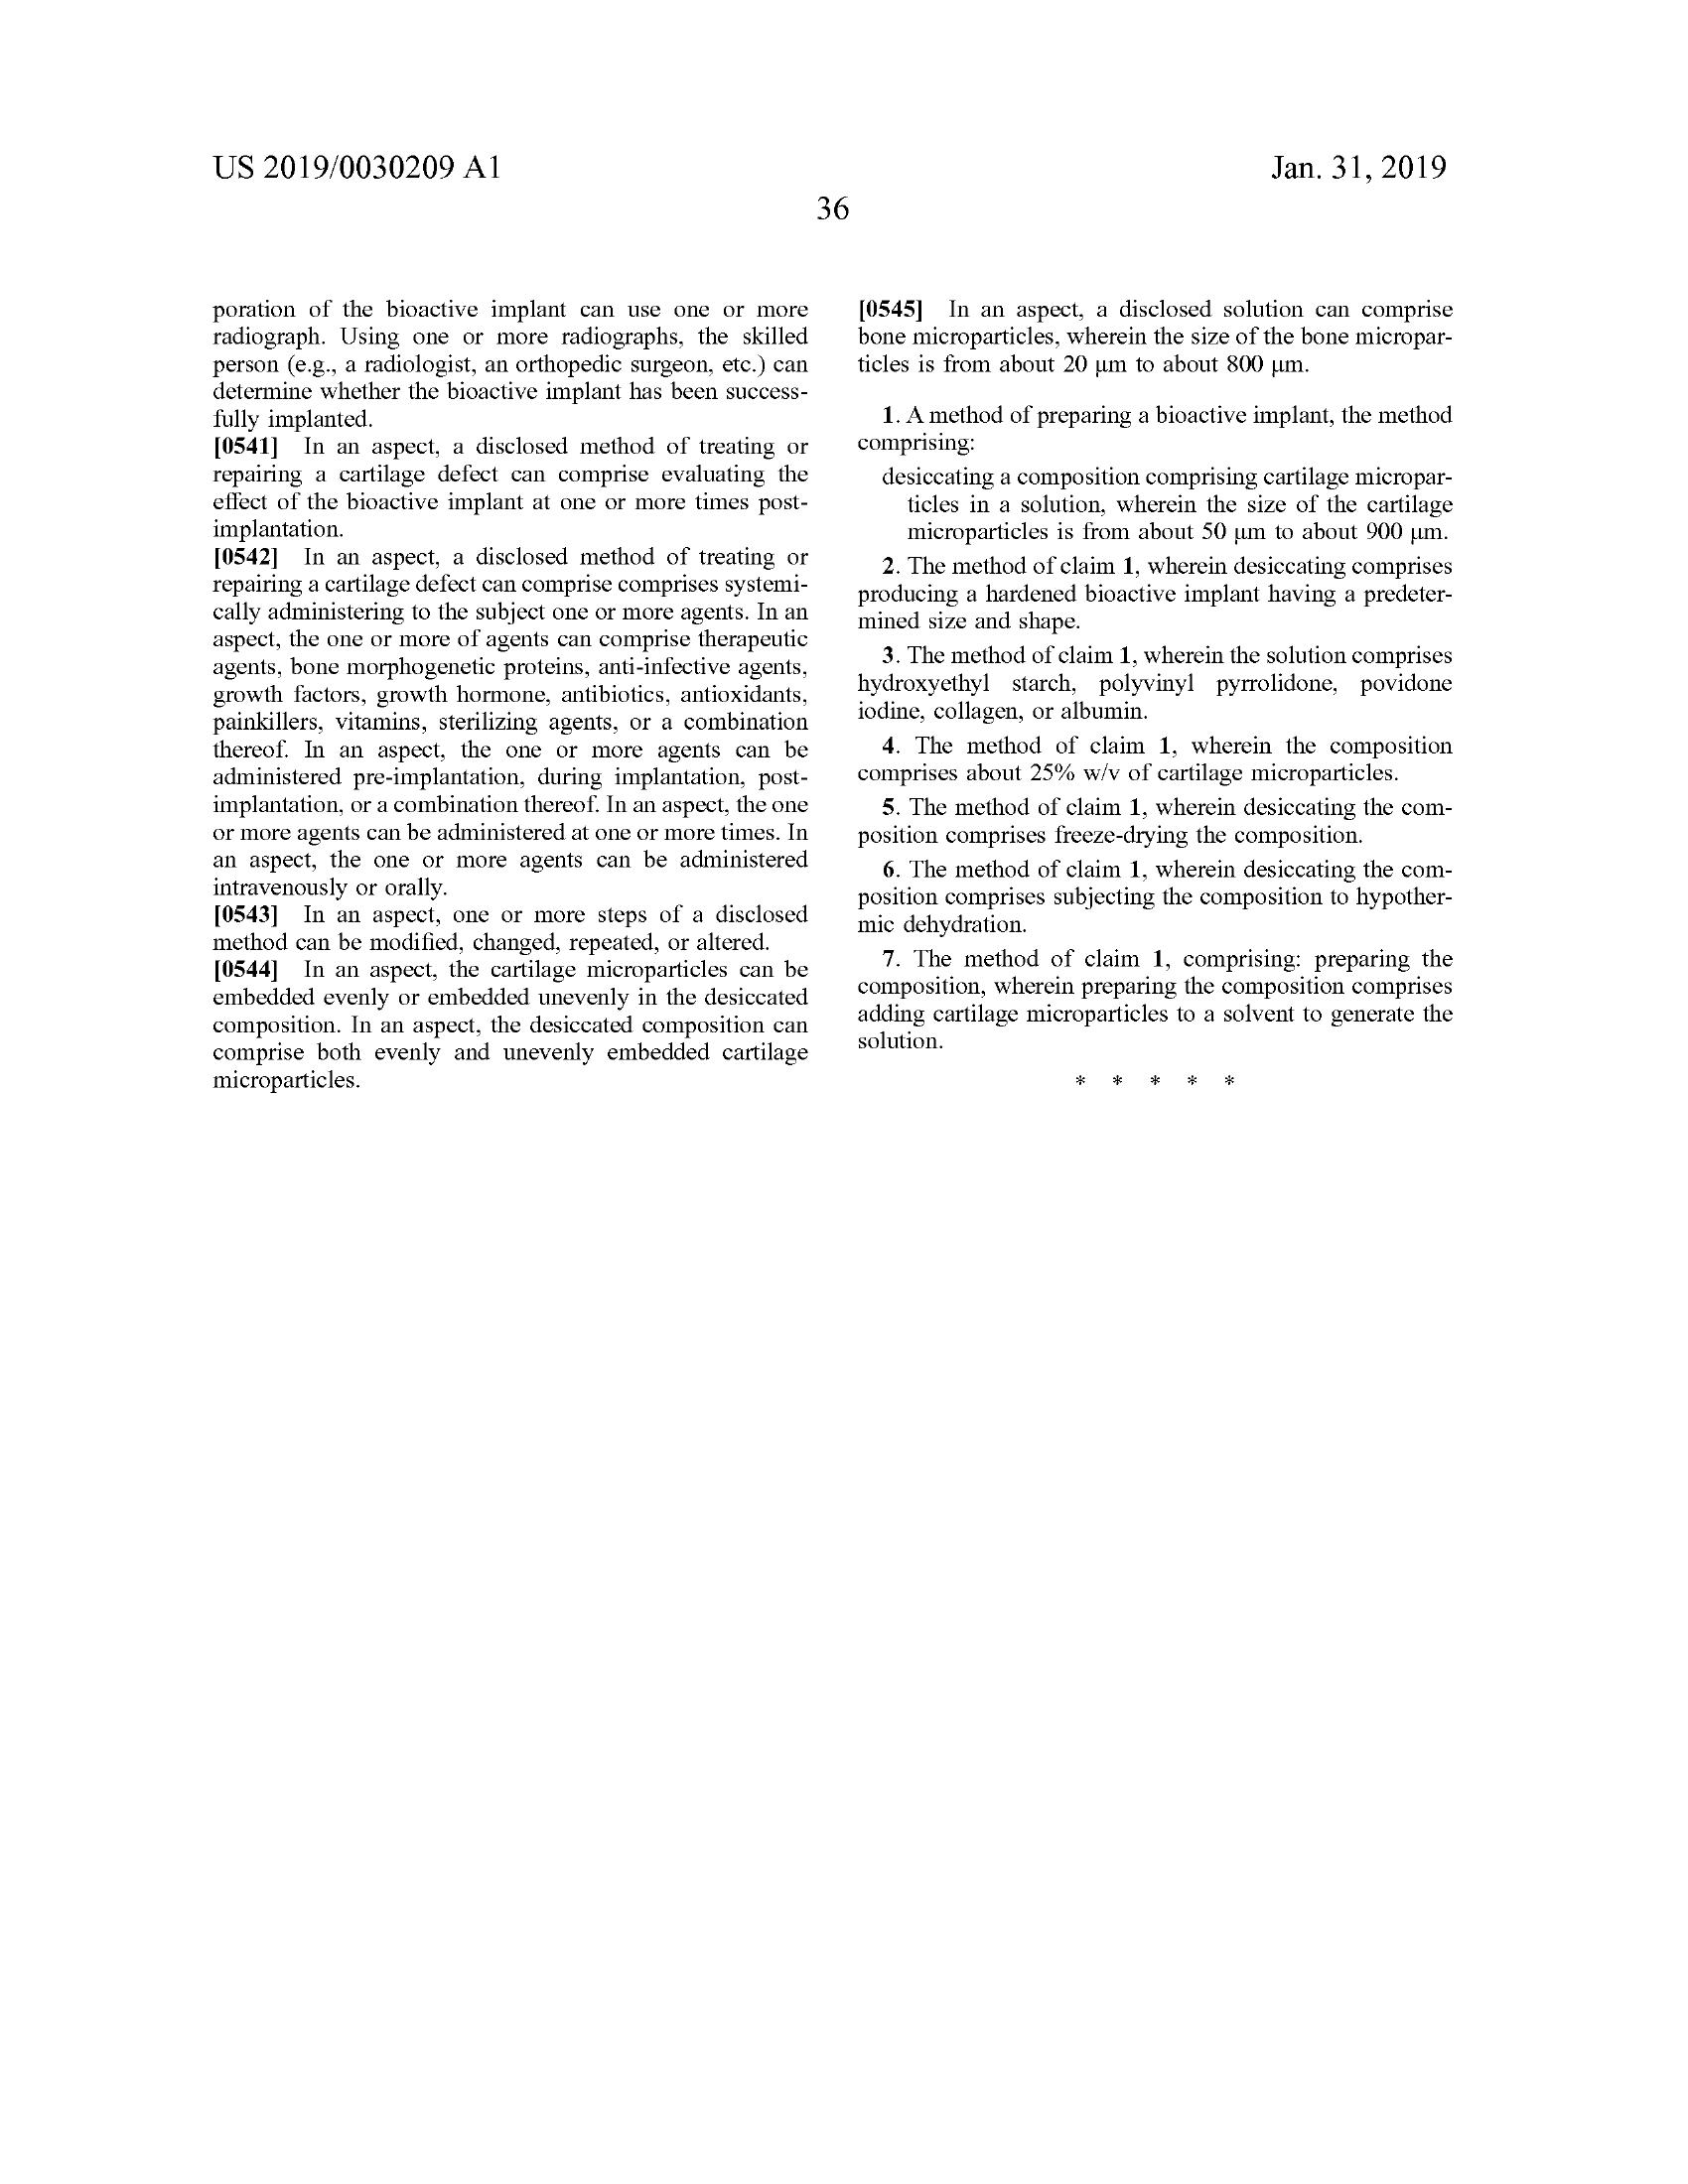 US 2019/0030209 A1
Jan. 31, 2019
36
poration of the bioactive implant can use one or more
radiograph. Using one or more radiographs, the skilled
person (e.g., a radiologist, an orthopedic surgeon, etc.) can
determine whether the bioactive implant has been success-
fully implanted.
[0541] In an aspect, a disclosed method of treating or
repairing a cartilage defect can comprise evaluating the
effect of the bioactive implant at one or more times post-
implantation.
[0542] In an aspect, a disclosed method of treating or
repairing a cartilage defect can comprise comprises systemi-
cally administering to the subject one or more agents. In an
aspect, the one or more of agents can comprise therapeutic
agents, bone morphogenetic proteins, anti-infective agents,
growth factors, growth hormone, antibiotics, antioxidants,
painkillers, vitamins, sterilizing agents, or a combination
thereof. In an aspect, the one or more agents can be
administered pre-implantation, during implantation, post-
implantation, or a combination thereof. In an aspect, the one
or more agents can be administered at one or more times. In
an aspect, the one or more agents can be administered
intravenously or orally.
[0543] In an aspect, one or more steps of a disclosed
method can be modified, changed, repeated, or altered.
[0544] In an aspect, the cartilage microparticles can be
embedded evenly or embedded unevenly in the desiccated
composition. In an aspect, the desiccated composition can
comprise both evenly and unevenly embedded cartilage
microparticles.
[0545] In an aspect, a disclosed solution can comprise
bone microparticles, wherein the size of the bone micropar-
ticles is from about 20 μm to about 800 μm.
1. A method of preparing a bioactive implant, the method
comprising:
desiccating a composition comprising cartilage micropar-
ticles in a solution, wherein the size of the cartilage
microparticles is from about 50 μm to about 900 μm.
2. The method of claim 1, wherein desiccating comprises
producing a hardened bioactive implant having a predeter-
mined size and shape.
3. The method of claim 1, wherein the solution comprises
hydroxyethyl starch, polyvinyl pyrrolidone, povidone
iodine, collagen, or albumin.
4. The method of claim 1, wherein the composition
comprises about 25% w/v of cartilage microparticles.
5. The method of claim 1, wherein desiccating the com-
position comprises freeze-drying the composition.
6. The method of claim 1, wherein desiccating the com-
position comprises subjecting the composition to hypother-
mic dehydration.
7. The method of claim 1, comprising: preparing the
composition, wherein preparing the composition comprises
adding cartilage microparticles to a solvent to generate the
solution.
* * * * *